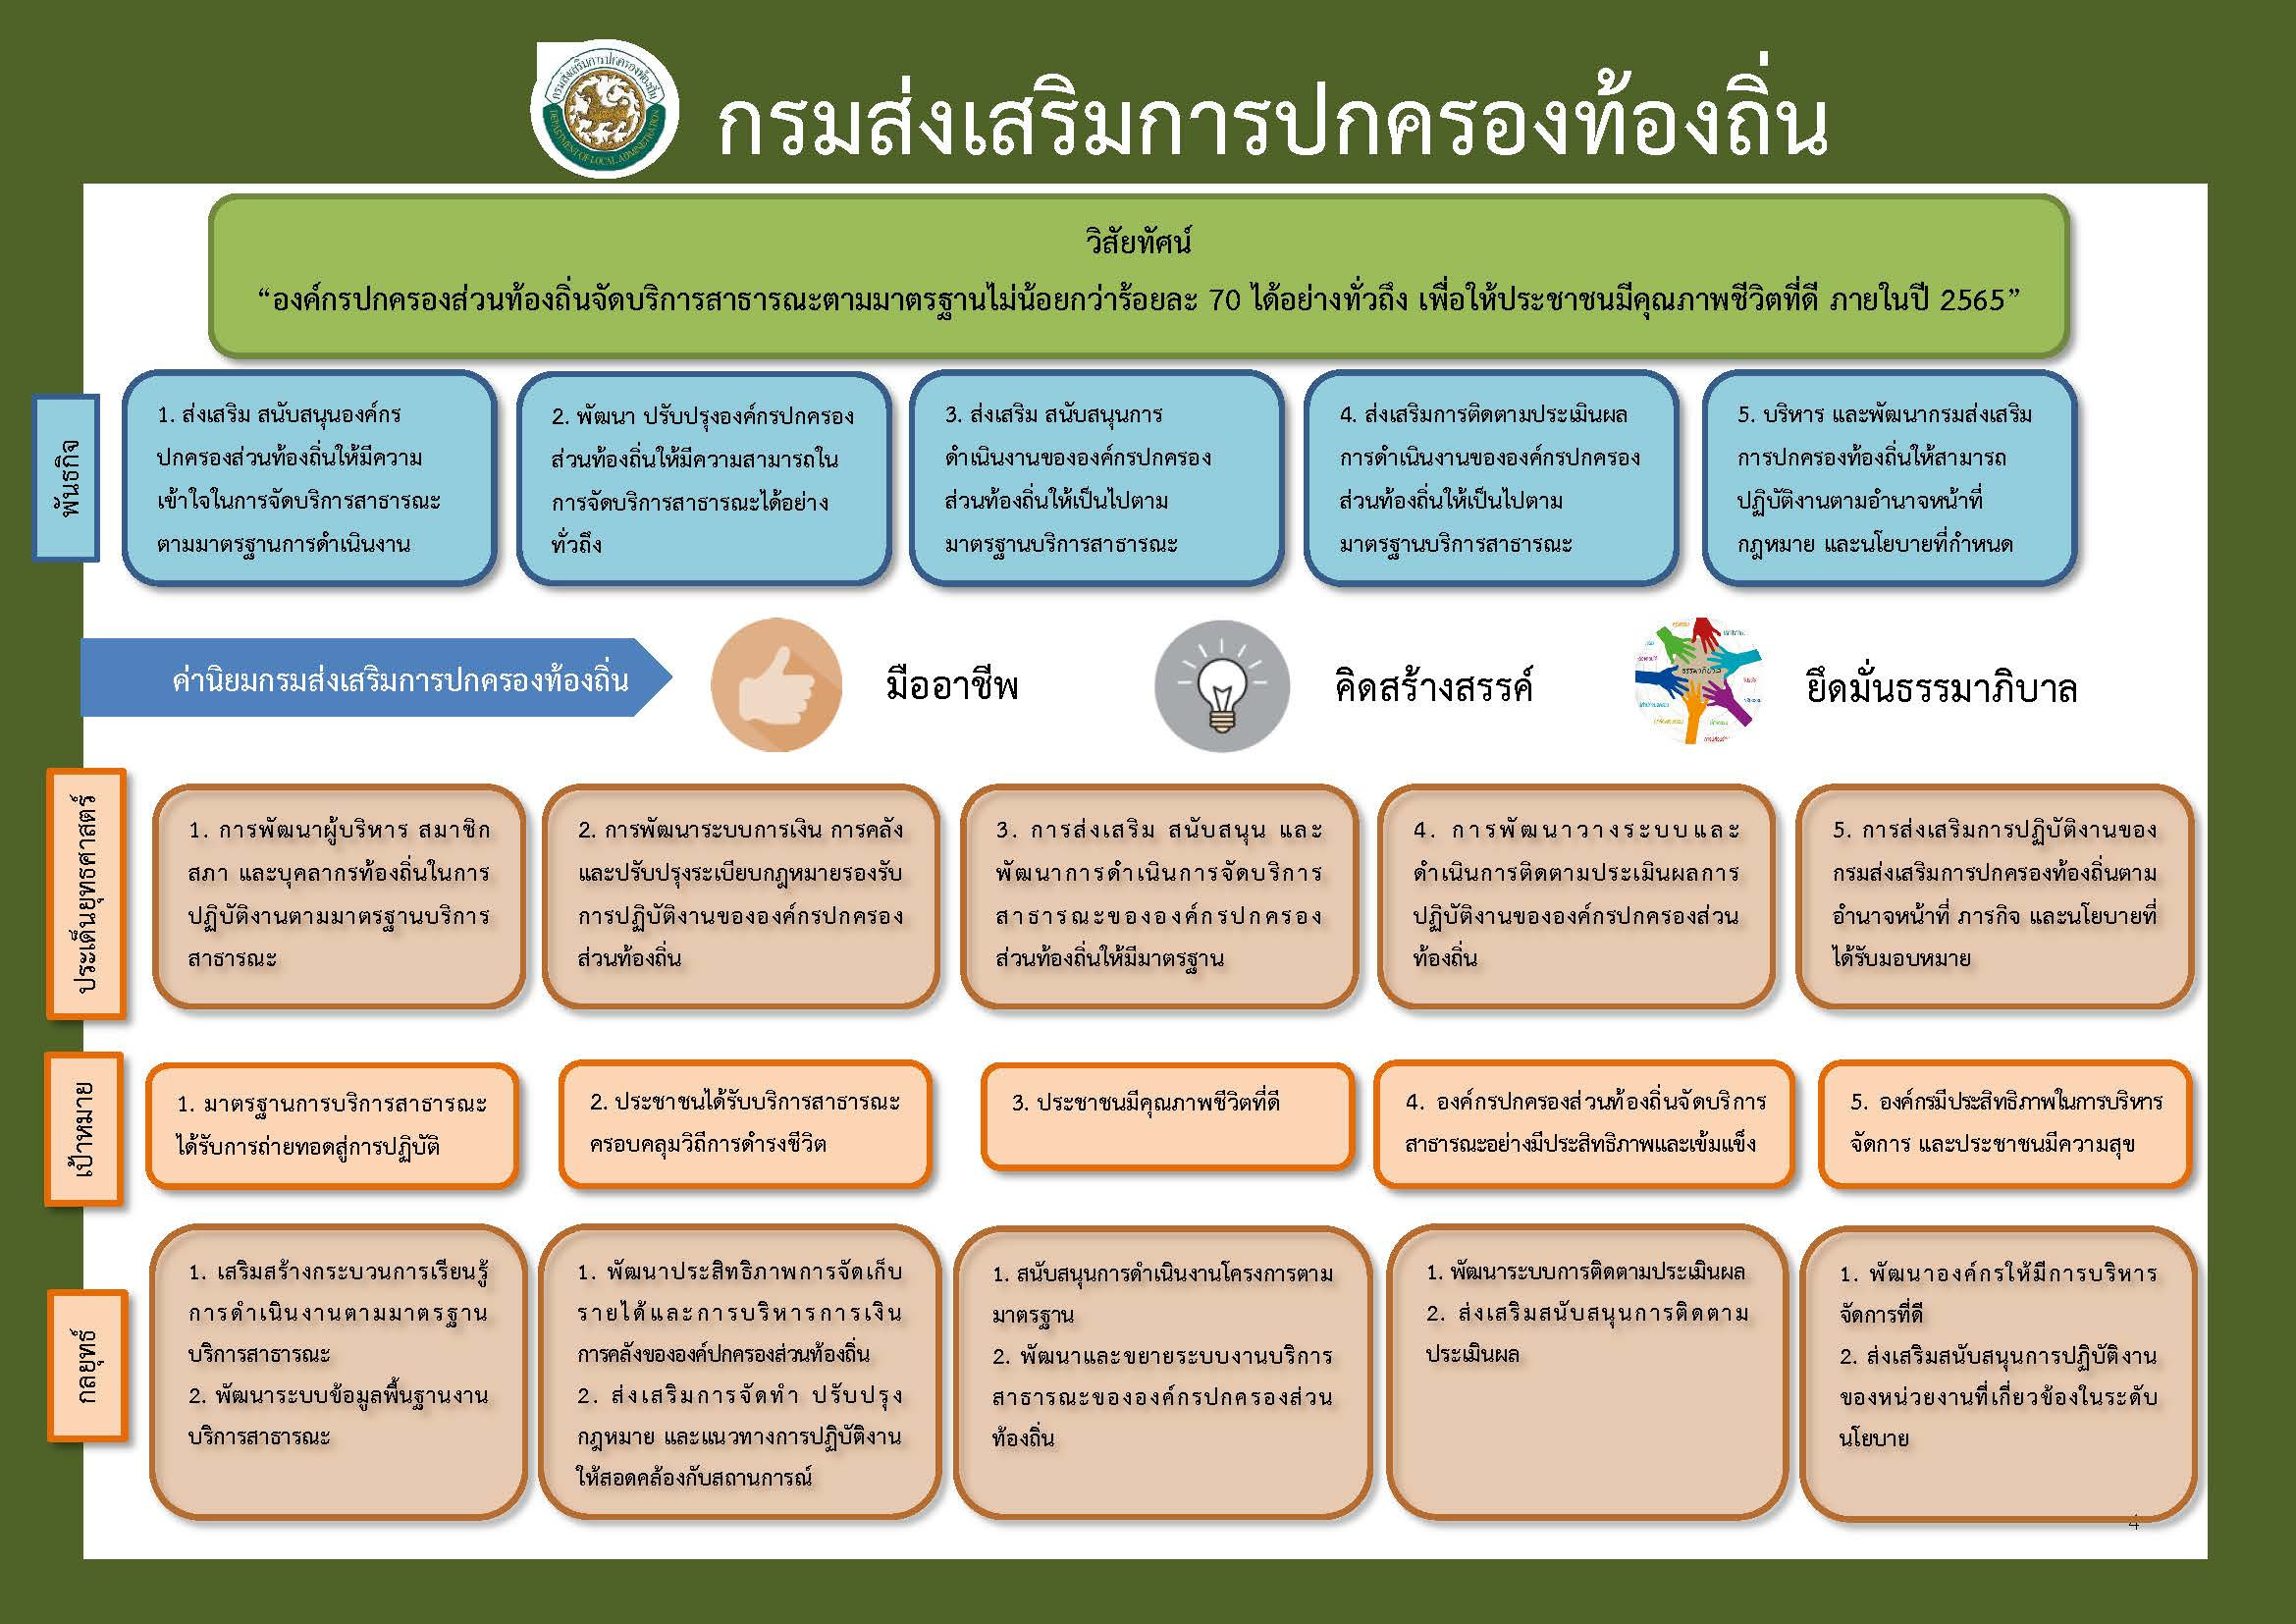 กรมส่งเสริมการปกครองท้องถิ่น
DEPARTMENT OF LOCAL ADMINISTRATION
กรมส่งเสริมการปกครองท้องถิ่น
วิสัยทัศน์
“องค์กรปกครองส่วนท้องถิ่นจัดบริการสาธารณะตามมาตรฐานไม่น้อยกว่าร้อยละ 70 ได้อย่างทั่วถึง เพื่อให้ประชาชนมีคุณภาพชีวิตที่ดี ภายในปี 2565”
พันธกิจ
1. ส่งเสริม สนับสนุนองค์กร
ปกครองส่วนท้องถิ่นให้มีความ
เข้าใจในการจัดบริการสาธารณะ
ตามมาตรฐานการดำเนินงาน
2. พัฒนา ปรับปรุงองค์กรปกครอง
ส่วนท้องถิ่นให้มีความสามารถใน
การจัดบริการสาธารณะได้อย่าง
ทั่วถึง
3. ส่งเสริม สนับสนุนการ
ดำเนินงานขององค์กรปกครอง
ส่วนท้องถิ่นให้เป็นไปตาม
มาตรฐานบริการสาธารณะ
4. ส่งเสริมการติดตามประเมินผล
การดำเนินงานขององค์กรปกครอง
ส่วนท้องถิ่นให้เป็นไปตาม
มาตรฐานบริการสาธารณะ
5. บริหาร และพัฒนากรมส่งเสริม
การปกครองท้องถิ่นให้สามารถ
ปฏิบัติงานตามอำนาจหน้าที่
กฎหมาย และนโยบายที่กำหนด
ค่านิยมกรมส่งเสริมการปกครองท้องถิ่น
มืออาชีพ
คิดสร้างสรรค์
ธรรมาภิบาล
ยึดมั่นธรรมาภิบาล
ประเด็นยุทธศาสตร์
1. การพัฒนาผู้บริหาร สมาชิก
สภา และบุคลากรท้องถิ่นในการ
ปฏิบัติงานตามมาตรฐานบริการ
สาธารณะ
2. การพัฒนาระบบการเงิน การคลัง
และปรับปรุงระเบียบกฎหมายรองรับ
การปฏิบัติงานขององค์กรปกครอง
ส่วนท้องถิ่น
3. การส่งเสริม สนับสนุน และ
พัฒนาการดำเนินการจัดบริการ
สาธารณะขององค์กรปกครอง
ส่วนท้องถิ่นให้มีมาตรฐาน
4. การพัฒนาวางระบบและ
ดำเนินการติดตามประเมินผลการ
ปฏิบัติงานขององค์กรปกครองส่วน
ท้องถิ่น
5. การส่งเสริมการปฏิบัติงานของ
กรมส่งเสริมการปกครองท้องถิ่นตาม
อำนาจหน้าที่ ภารกิจ และนโยบายที่
ได้รับมอบหมาย
เป้าหมาย
1. มาตรฐานการบริการสาธารณะ
ได้รับการถ่ายทอดสู่การปฏิบัติ
2. ประชาชนได้รับบริการสาธารณะ
ครอบคลุมวิถีการดำรงชีวิต
3. ประชาชนมีคุณภาพชีวิตที่ดี
4. องค์กรปกครองส่วนท้องถิ่นจัดบริการ
สาธารณะอย่างมีประสิทธิภาพและเข้มแข็ง
5. องค์กรมีประสิทธิภาพในการบริหาร
จัดการ และประชาชนมีความสุข
กลยุทธ์
1. เสริมสร้างกระบวนการเรียนรู้
การดำเนินงานตามมาตรฐาน
บริการสาธารณะ
2. พัฒนาระบบข้อมูลพื้นฐานงาน
บริการสาธารณะ
1. พัฒนาประสิทธิภาพการจัดเก็บ
รายได้และการบริหารการเงิน
การคลังขององค์ปกครองส่วนท้องถิ่น
2. ส่งเสริมการจัดทำ ปรับปรุง
กฎหมาย และแนวทางการปฏิบัติงาน
ให้สอดคล้องกับสถานการณ์
1. สนับสนุนการดำเนินงานโครงการตาม
มาตรฐาน
2. พัฒนาและขยายระบบงานบริการ
สาธารณะขององค์กรปกครองส่วน
ท้องถิ่น
1. พัฒนาระบบการติดตามประเมินผล
2. ส่งเสริมสนับสนุนการติดตาม
ประเมินผล
1. พัฒนาองค์กรให้มีการบริหาร
จัดการที่ดี
2. ส่งเสริมสนับสนุนการปฏิบัติงาน
ของหน่วยงานที่เกี่ยวข้องในระดับ
นโยบาย
4